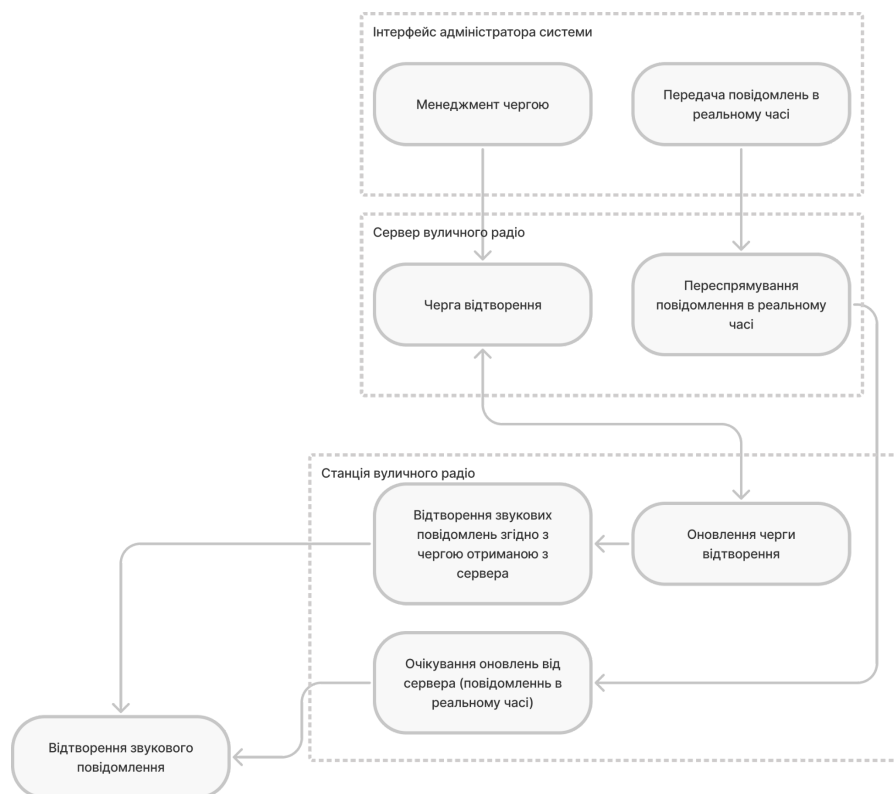 Інтерфейс адміністратора системи
Менеджмент чергою
Передача повідомлень в
реальному часі
Сервер вуличного радіо
Черга відтворення
Переспрямування
повідомлення в реальному
часі
Станція вуличного радіо
Відтворення звукових
повідомлень згідно з
чергою отриманою з
сервера
Оновлення черги
відтворення
Очікування оновлень від
сервера (повідомленнь в
реальному часі)
Відтворення звукового
повідомлення